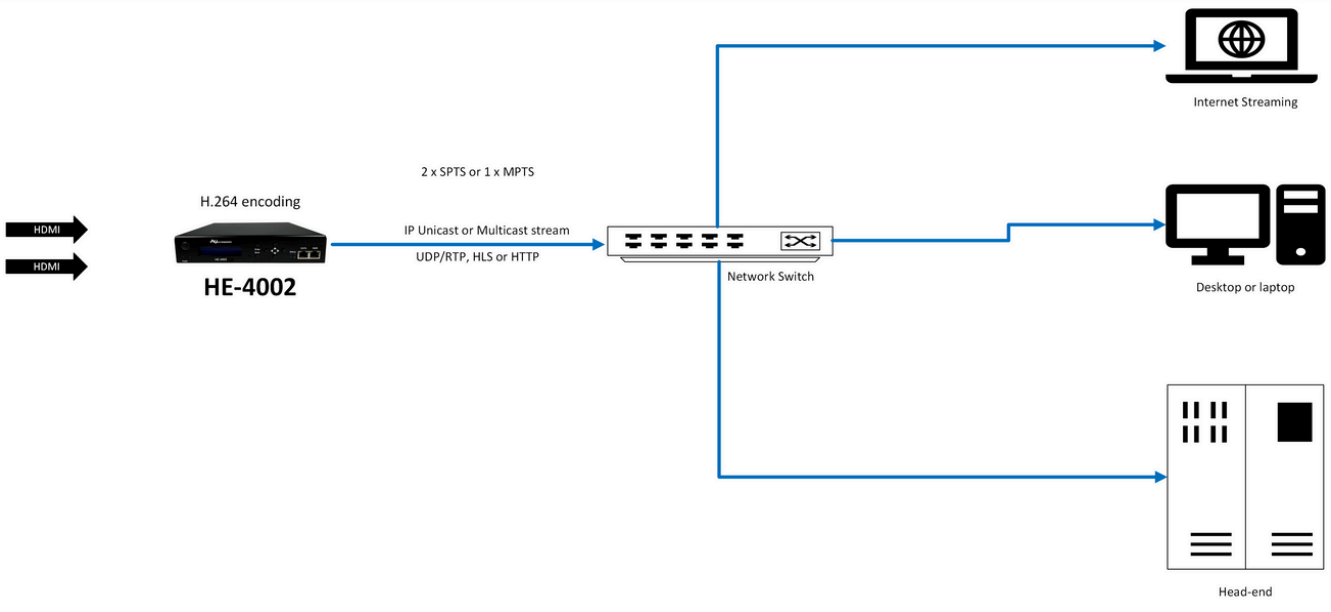 Internet Streaming
2 x SPTS or 1 x MPTS
H.264 encoding
HDMI
IP Unicast or Multicast stream
UDP/RTP, HLS or HTTP
HDMI
HE-4002
Network Switch
Desktop or laptop
Head-end